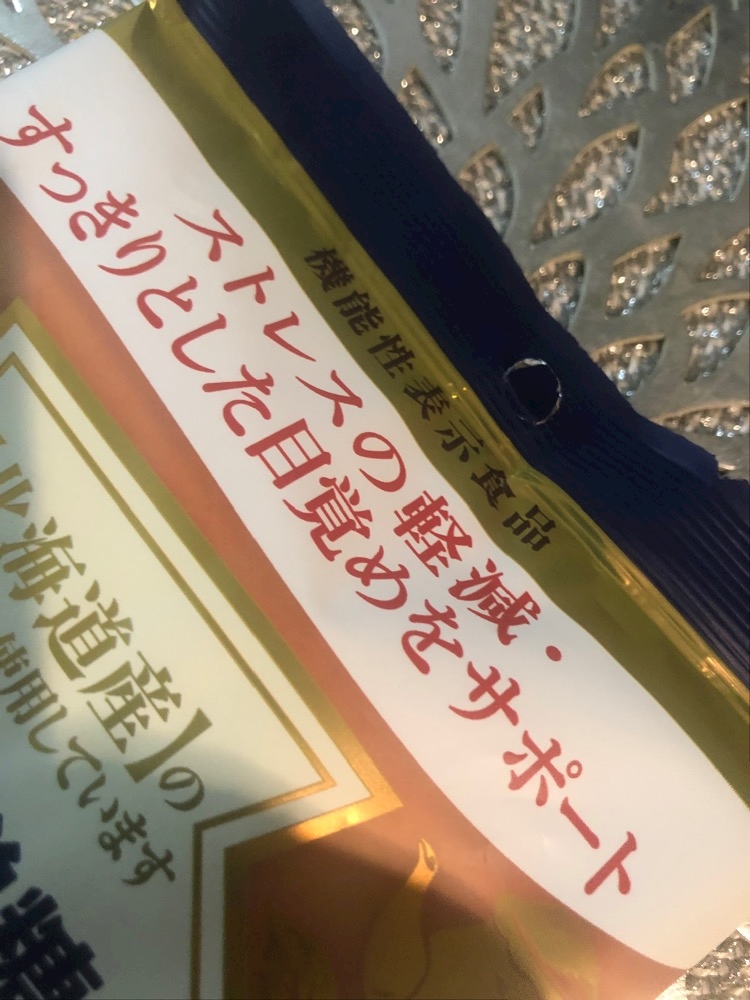 機能性表示食品
ストレスの軽減・
すっきりとした目覚めをサポート
北海道産】の
使用しています
糖